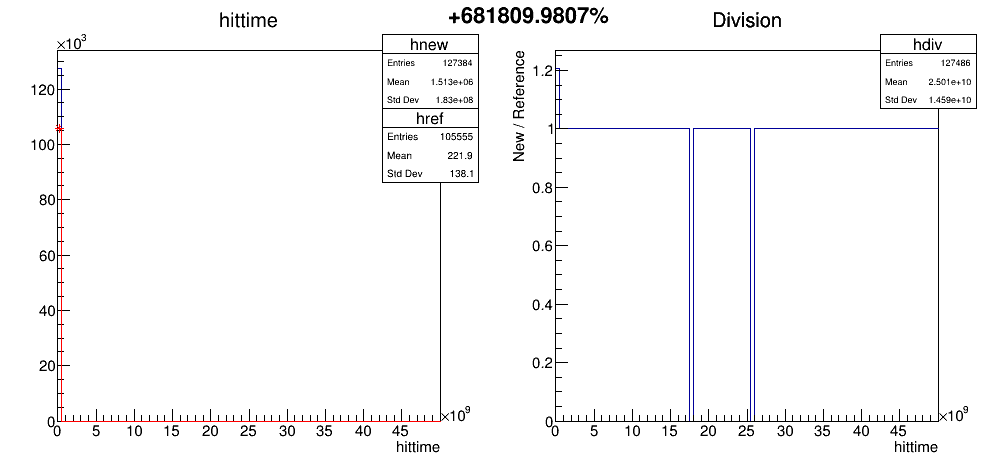 +681809.9807%
hittime
×10³
hnew
Entries 127384
Mean 1.513e+06
Std Dev 1.83e+08
href
Entries 105555
Mean 221.9
Std Dev 138.1
120
100
80
60
40
20
0
0 5 10 15 20 25 30 35 40 45
×10⁹
hittime
Division
hdiv
Entries 127486
Mean 2.501e+10
Std Dev 1.459e+10
New / Reference
1.2
1
0.8
0.6
0.4
0.2
0
0 5 10 15 20 25 30 35 40 45
×10⁹
hittime